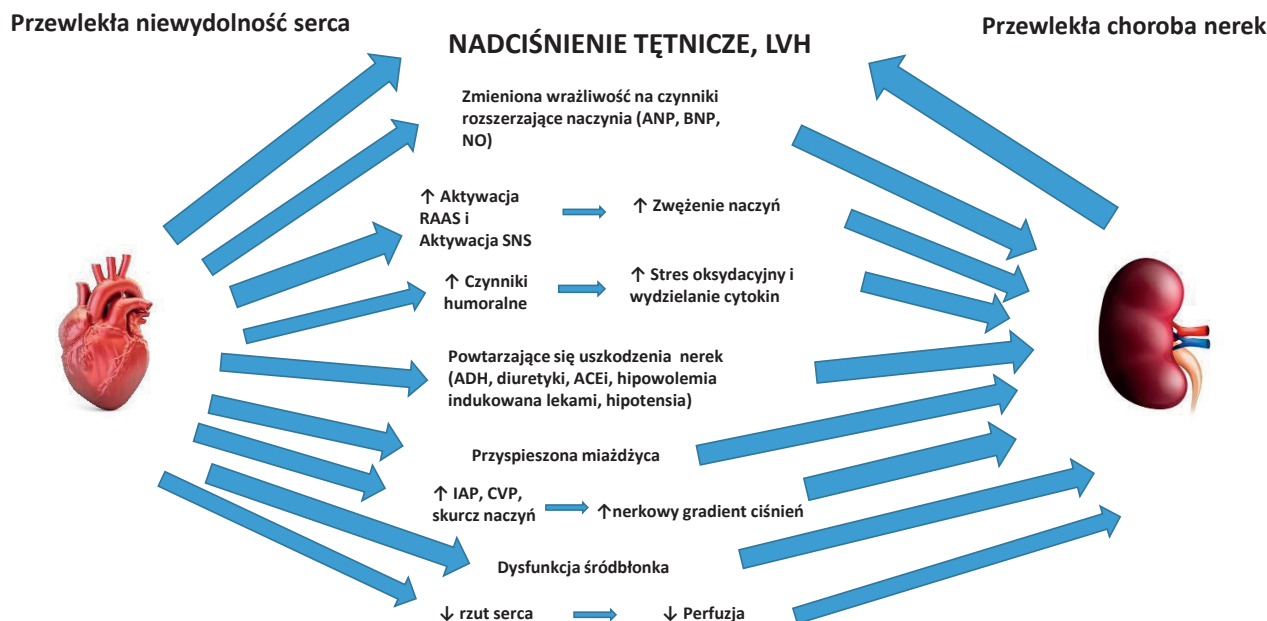 Przewlekła niewydolność serca
NADCIŚNIENIE TĘTNICZE, LVH
Przewlekła choroba nerek
Zmieniona wrażliwość na czynniki
rozszerzające naczynia (ANP, BNP,
NO)
↑ Aktywacja
RAAS i
Aktywacja SNS
↑ Zwężenie naczyń
↑ Czynniki
humoralne
↑ Stres oksydacyjny i
wydzielanie cytokin
Powtarzające się uszkodzenia nerek
(ADH, diuretyki, ACEi, hipowolemia
indukowana lekami, hipotensia)
Przyspieszona miażdżyca
↑ IAP, CVP,
skurcz naczyń
↑nerkowy gradient ciśnień
Dysfunkcja śródbłonka
↓ rzut serca
↓ Perfuzja